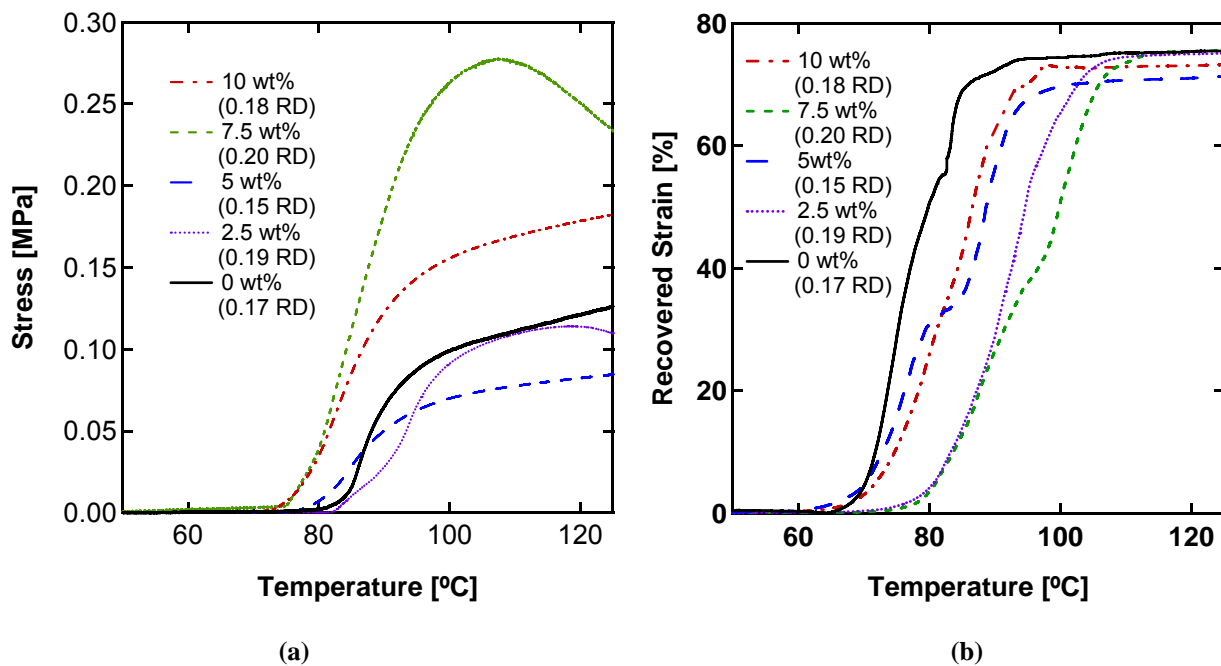 0.30
0.25
0.20
0.15
0.10
0.05
0.00
Stress [MPa]
10 wt%
(0.18 RD)
7.5 wt%
(0.20 RD)
5 wt%
(0.15 RD)
2.5 wt%
(0.19 RD)
0 wt%
(0.17 RD)
60
80
100
120
Temperature [ºC]
(a)
80
60
40
20
0
Recovered Strain [%]
10 wt%
(0.18 RD)
7.5 wt%
(0.20 RD)
5wt%
(0.15 RD)
2.5 wt%
(0.19 RD)
0 wt%
(0.17 RD)
60
80
100
120
Temperature [ºC]
(b)